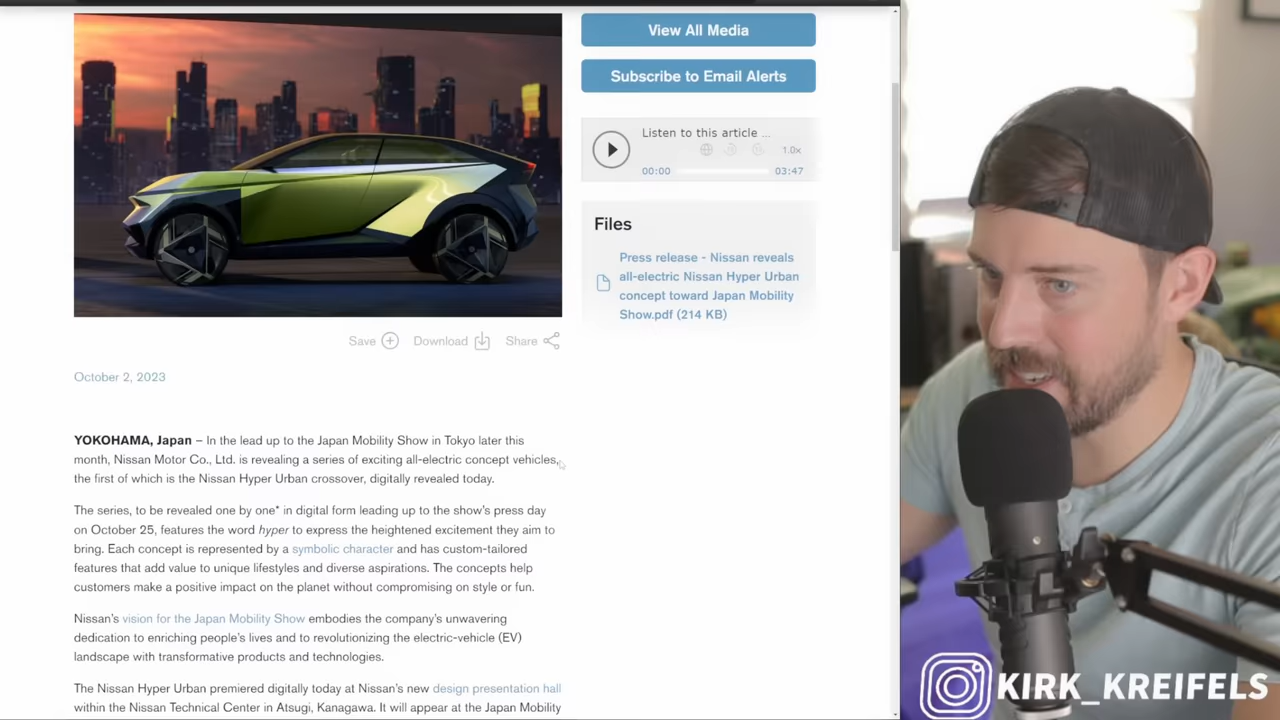 View All Media
Subscribe to Email Alerts
Listen to this article ...
1.0x
00:00
03:47
Files
Press release - Nissan reveals
all-electric Nissan Hyper Urban
concept toward Japan Mobility
Show.pdf (214 KB)
Save
Download
Share
October 2, 2023
YOKOHAMA, Japan – In the lead up to the Japan Mobility Show in Tokyo later this
month, Nissan Motor Co., Ltd. is revealing a series of exciting all-electric concept vehicles,
the first of which is the Nissan Hyper Urban crossover, digitally revealed today.
The series, to be revealed one by one* in digital form leading up to the show's press day
on October 25, features the word hyper to express the heightened excitement they aim to
bring. Each concept is represented by a symbolic character and has custom-tailored
features that add value to unique lifestyles and diverse aspirations. The concepts help
customers make a positive impact on the planet without compromising on style or fun.
Nissan's vision for the Japan Mobility Show embodies the company's unwavering
dedication to enriching people's lives and to revolutionizing the electric-vehicle (EV)
landscape with transformative products and technologies.
The Nissan Hyper Urban premiered digitally today at Nissan's new design presentation hall
within the Nissan Technical Center in Atsugi, Kanagawa. It will appear at the Japan Mobility
KIRK_KREIFELS